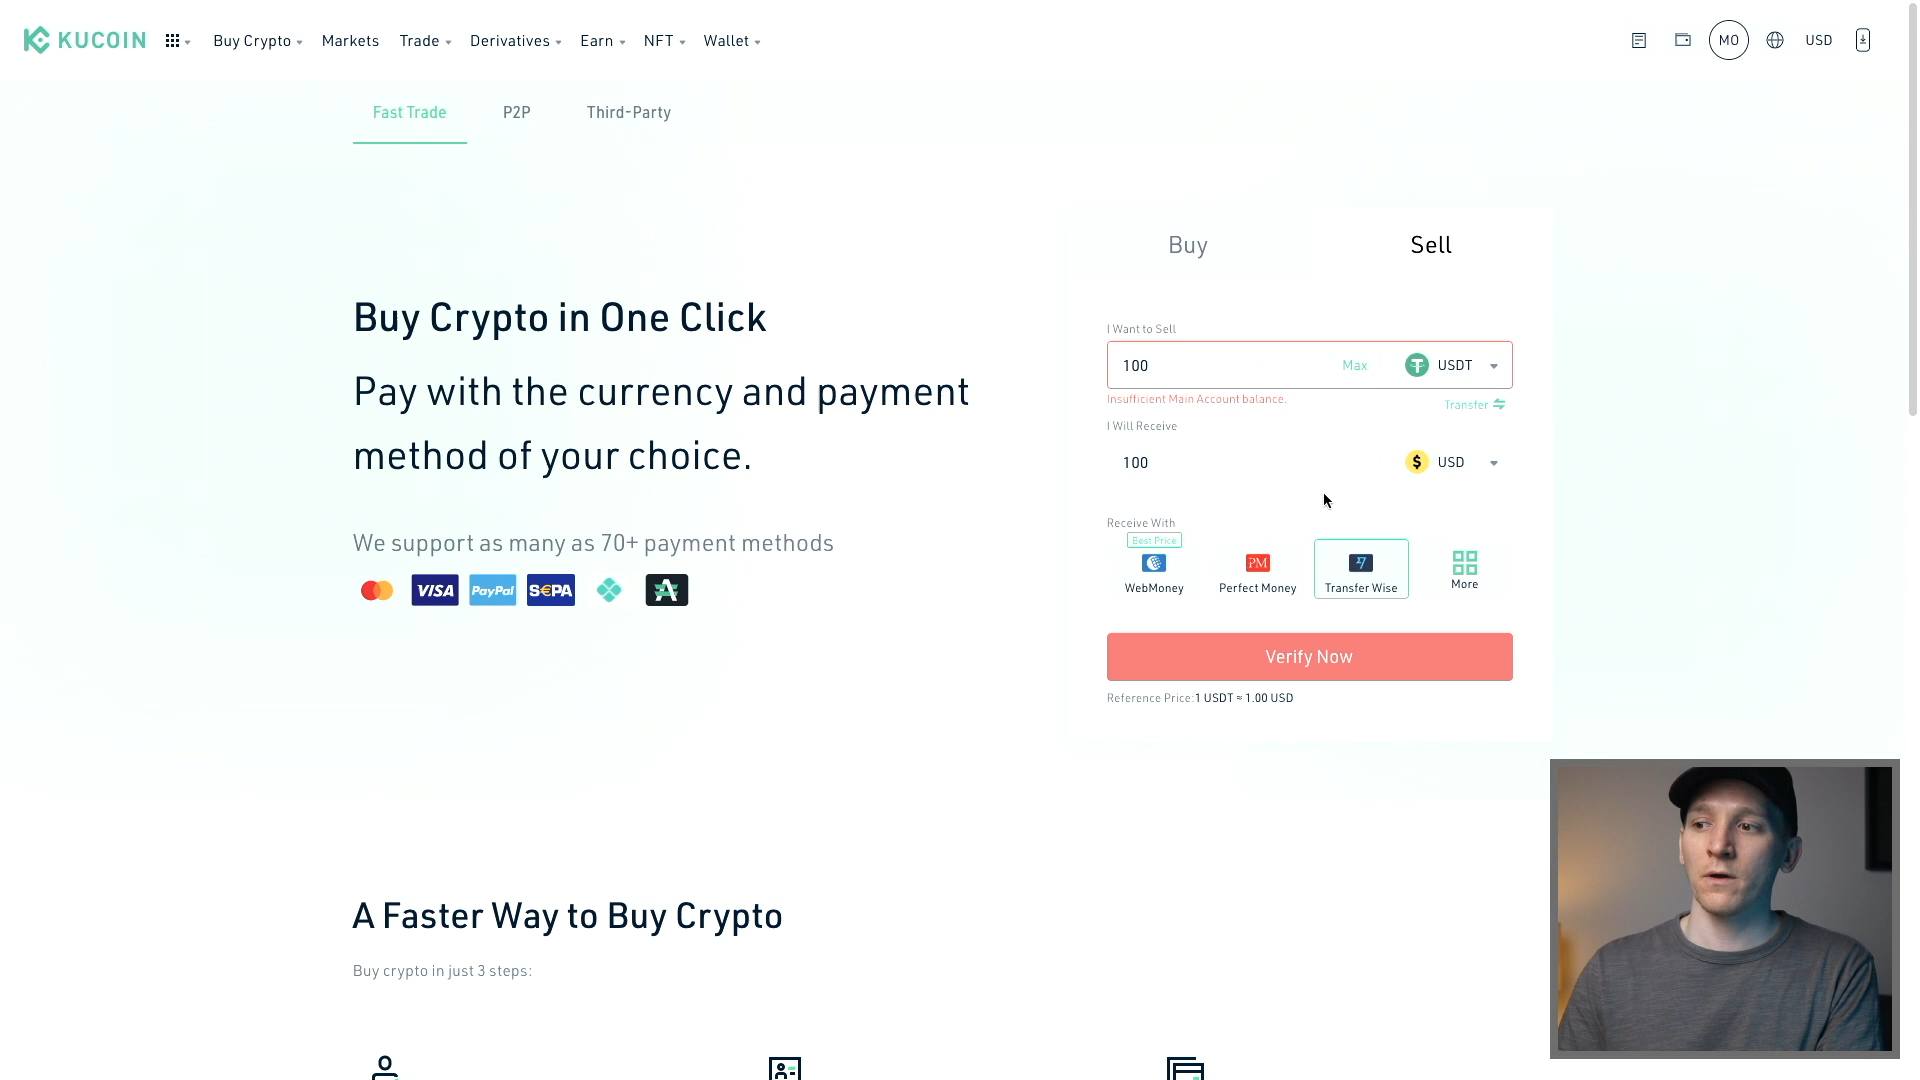 KUCOIN
Buy Crypto
Markets
Trade
Derivatives
Earn
NFT
Wallet
MO
USD
Fast Trade
P2P
Third-Party
Buy Crypto in One Click
Pay with the currency and payment
method of your choice.
We support as many as 70+ payment methods
VISA
PayPal
S€PA
Buy
Sell
I Want to Sell
100
Max
USDT
Insufficient Main Account balance.
Transfer
I Will Receive
100
$
USD
Receive With
Best Price
WebMoney
PM
Perfect Money
Transfer Wise
More
Verify Now
Reference Price:1 USDT ≈ 1.00 USD
A Faster Way to Buy Crypto
Buy crypto in just 3 steps: